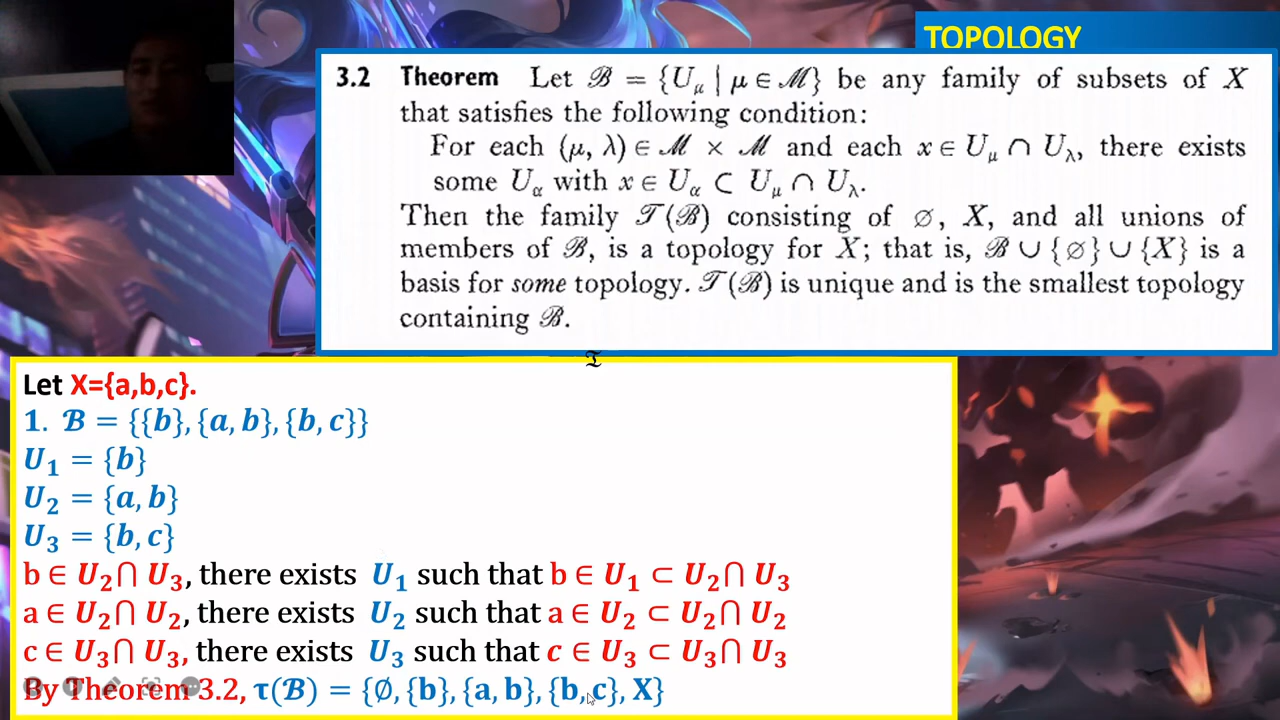 TOPOLOGY
3.2 Theorem Let ℬ = {U_μ | μ ∈ ℳ} be any family of subsets of X
that satisfies the following condition:
For each (μ, λ) ∈ ℳ × ℳ and each x ∈ U_μ ∩ U_λ, there exists
some U_α with x ∈ U_α ⊂ U_μ ∩ U_λ.
Then the family 𝒯(ℬ) consisting of ∅, X, and all unions of
members of ℬ, is a topology for X; that is, ℬ ∪ {∅} ∪ {X} is a
basis for some topology. 𝒯(ℬ) is unique and is the smallest topology
containing ℬ.
𝔗
Let X={a,b,c}.
1. ℬ = {{b}, {a, b}, {b, c}}
U₁ = {b}
U₂ = {a, b}
U₃ = {b, c}
b ∈ U₂⋂ U₃, there exists U₁ such that b ∈ U₁ ⊂ U₂⋂ U₃
a ∈ U₂⋂ U₂, there exists U₂ such that a ∈ U₂ ⊂ U₂⋂ U₂
c ∈ U₃⋂ U₃, there exists U₃ such that c ∈ U₃ ⊂ U₃⋂ U₃
By Theorem 3.2, τ(ℬ) = {∅, {b}, {a, b}, {b, c}, X}